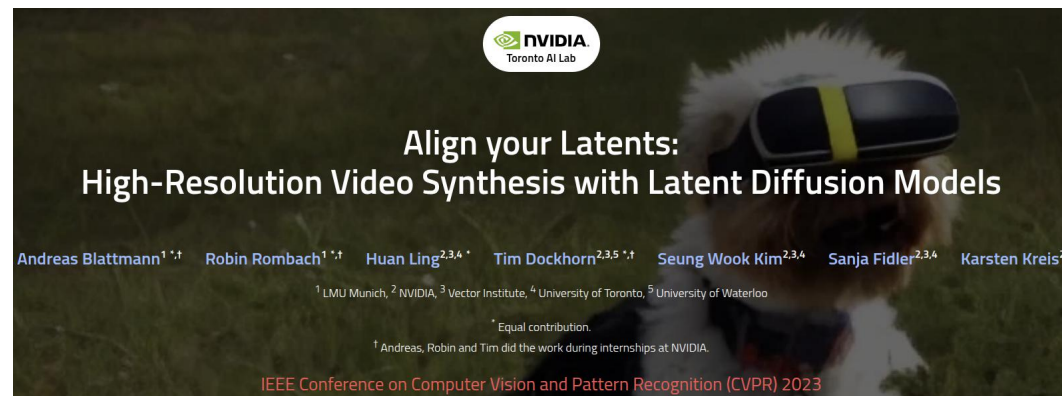 NVIDIA.
Toronto AI Lab
Align your Latents:
High-Resolution Video Synthesis with Latent Diffusion Models
Andreas Blattmann1 *,† Robin Rombach1 *,† Huan Ling2,3,4 * Tim Dockhorn2,3,5 *,† Seung Wook Kim2,3,4 Sanja Fidler2,3,4 Karsten Kreis2
1 LMU Munich, 2 NVIDIA, 3 Vector Institute, 4 University of Toronto, 5 University of Waterloo
* Equal contribution.
† Andreas, Robin and Tim did the work during internships at NVIDIA.
IEEE Conference on Computer Vision and Pattern Recognition (CVPR) 2023